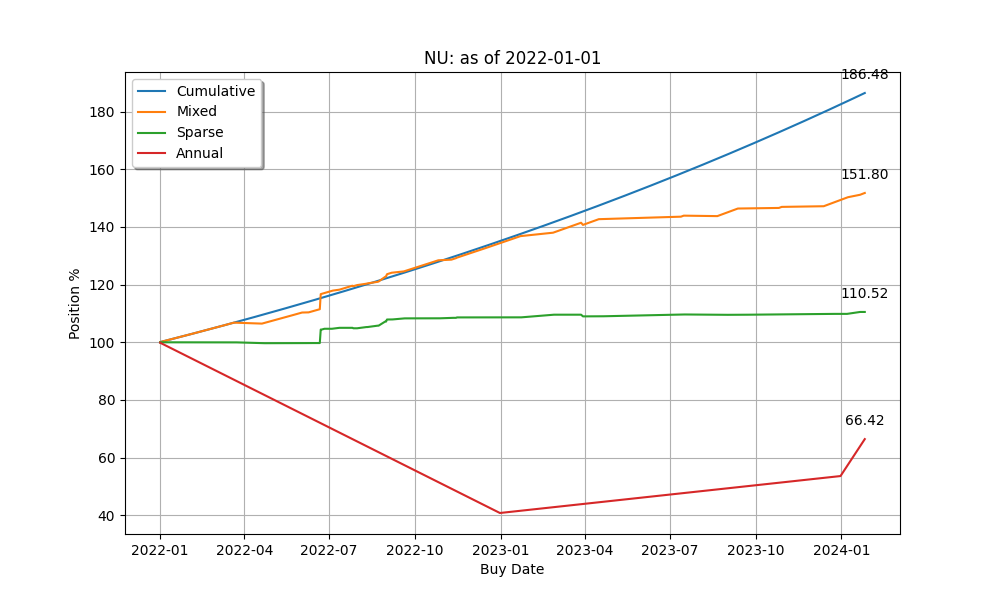 NU: as of 2022-01-01
Cumulative
Mixed
Sparse
Annual
186.48
151.80
110.52
66.42
180
160
140
120
100
80
60
40
Position %
2022-01 2022-04 2022-07 2022-10 2023-01 2023-04 2023-07 2023-10 2024-01
Buy Date